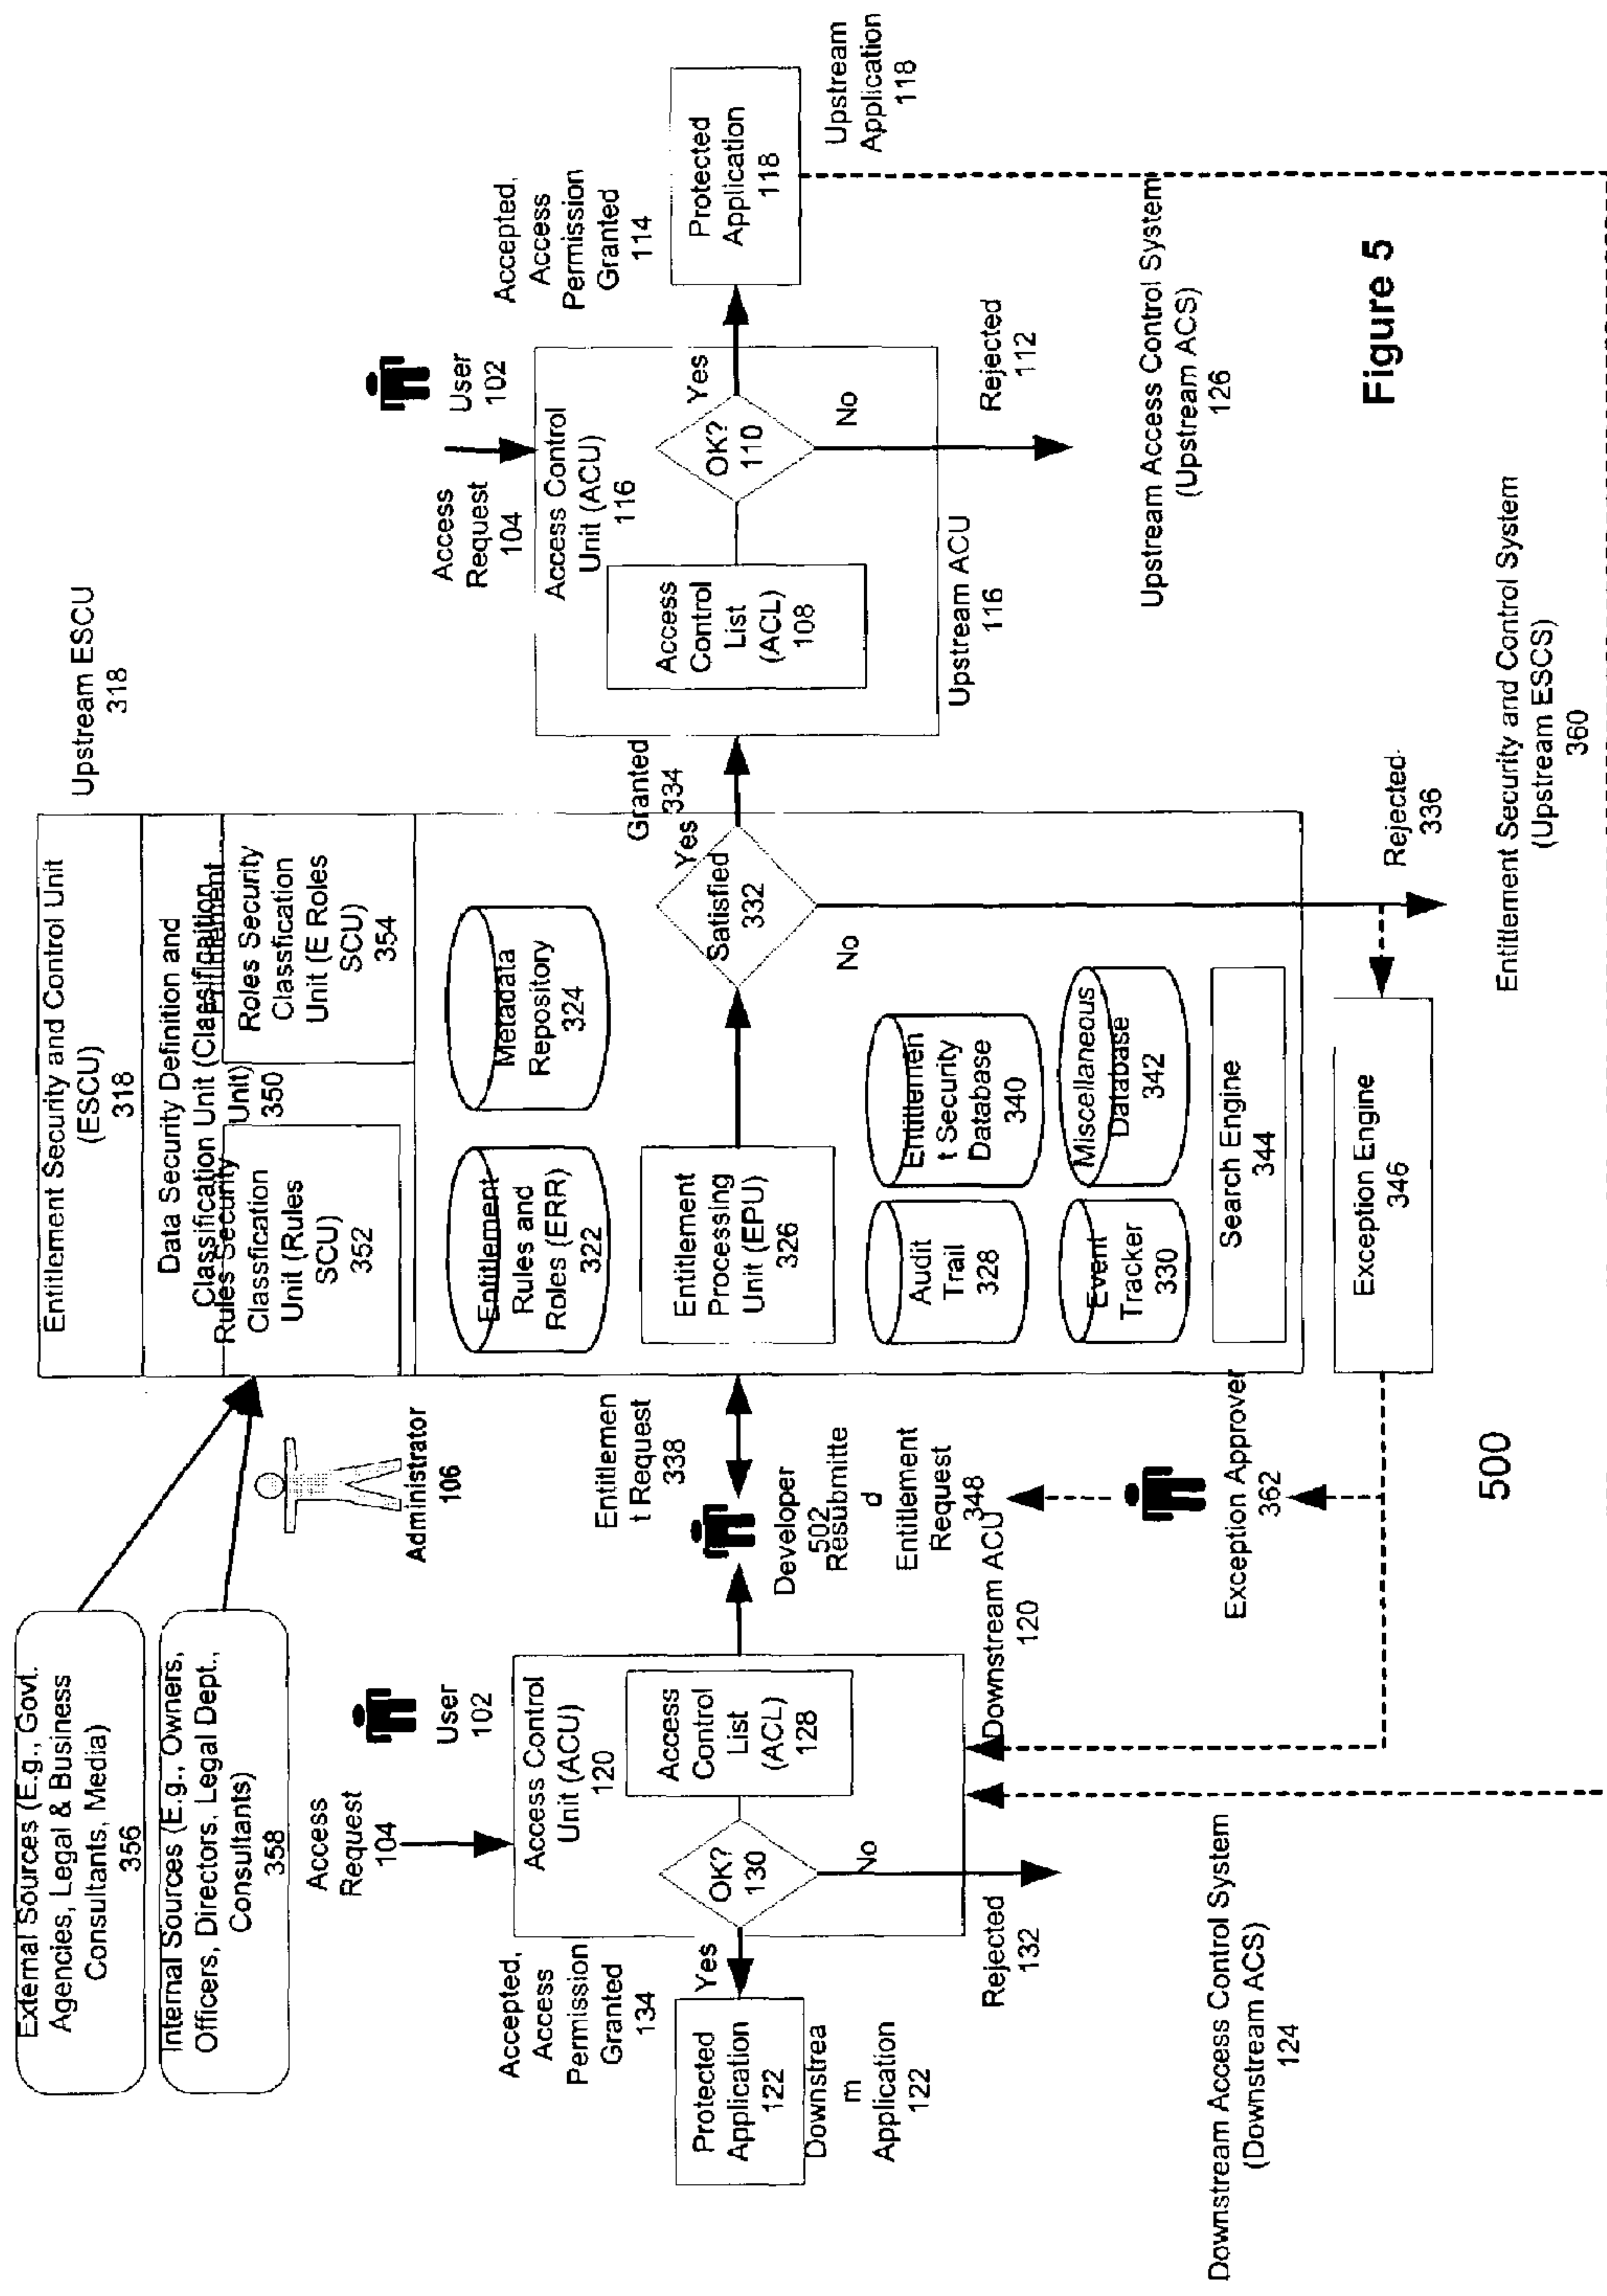 External Sources (E.g., Govt.
Agencies, Legal & Business
Consultants, Media)
356
Internal Sources (E.g., Owners,
Officers, Directors, Legal Dept.,
Consultants)
358
Administrator
106
Entitlement Security and Control Unit
(ESCU)
318
Upstream ESCU
318
Data Security Definition and
Classification Unit (Classification
Unit)
350
Rules Security
Classfication
Unit (Rules
SCU)
352
Entitlement
Roles Security
Classfication
Unit (E Roles
SCU)
354
Entitlement
Rules and
Roles (ERR)
322
Metadata
Repository
324
Entitlement
Processing
Unit (EPU)
326
Satisfied
332
Yes
No
Granted
334
Audit
Trail
328
Entitlemen
t Security
Database
340
Event
Tracker
330
Miscellaneous
Database
342
Search Engine
344
Exception Engine
346
Rejected
336
Access
Request
104
User
102
Access Control
Unit (ACU)
120
Access
Control
List
(ACL)
128
OK?
130
Yes
No
Accepted,
Access
Permission
Granted
134
Protected
Application
122
Downstrea
m
Application
122
Rejected
132
Downstream ACU
120
Downstream Access Control System
(Downstream ACS)
124
Entitlemen
t Request
338
Developer
502
Resubmitte
d
Entitlement
Request
348
Exception Approver
362
Access
Request
104
User
102
Access Control
Unit (ACU)
116
Access
Control
List
(ACL)
108
OK?
110
Yes
No
Upstream ACU
116
Rejected
112
Accepted,
Access
Permission
Granted
114
Protected
Application
118
Upstream
Application
118
Upstream Access Control System
(Upstream ACS)
126
Entitlement Security and Control System
(Upstream ESCS)
360
500
Figure 5